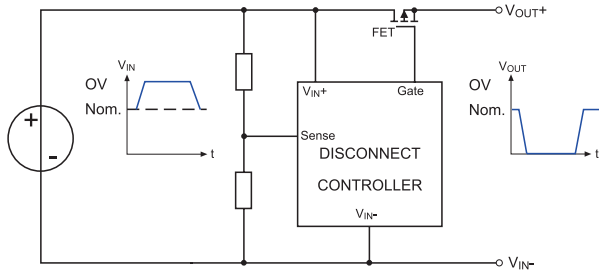 VOUT+
FET
VIN
OV
Nom.
t
+
-
VIN+
Gate
Sense
DISCONNECT
CONTROLLER
VIN-
VOUT
OV
Nom.
t
VIN-